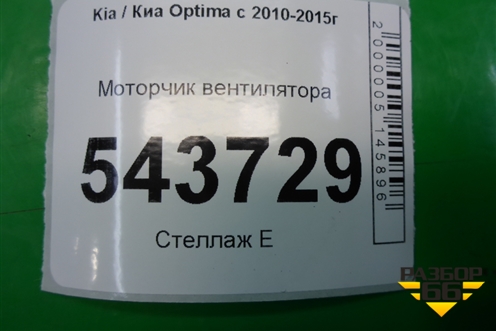 Kia / Киа Optima с 2010-2015г
Моторчик вентилятора
543729
Стеллаж Е
2000005145896
РАЗБОР
66